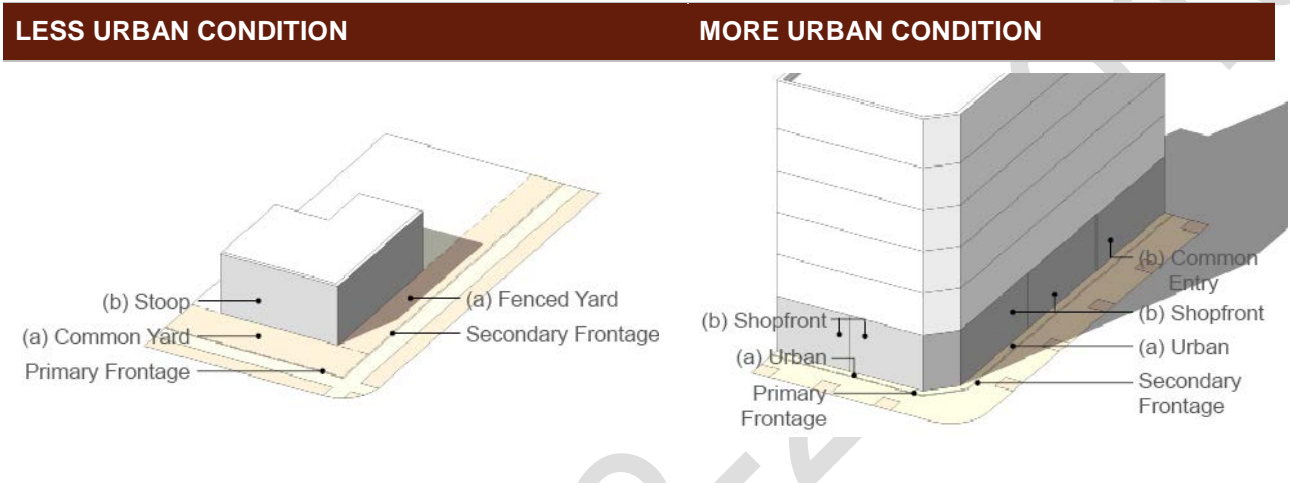 LESS URBAN CONDITION
MORE URBAN CONDITION
(b) Stoop
(a) Common Yard
Primary Frontage
(a) Fenced Yard
Secondary Frontage
(b) Shopfront
(a) Urban
Primary
Frontage
(b) Common
Entry
(b) Shopfront
(a) Urban
Secondary
Frontage